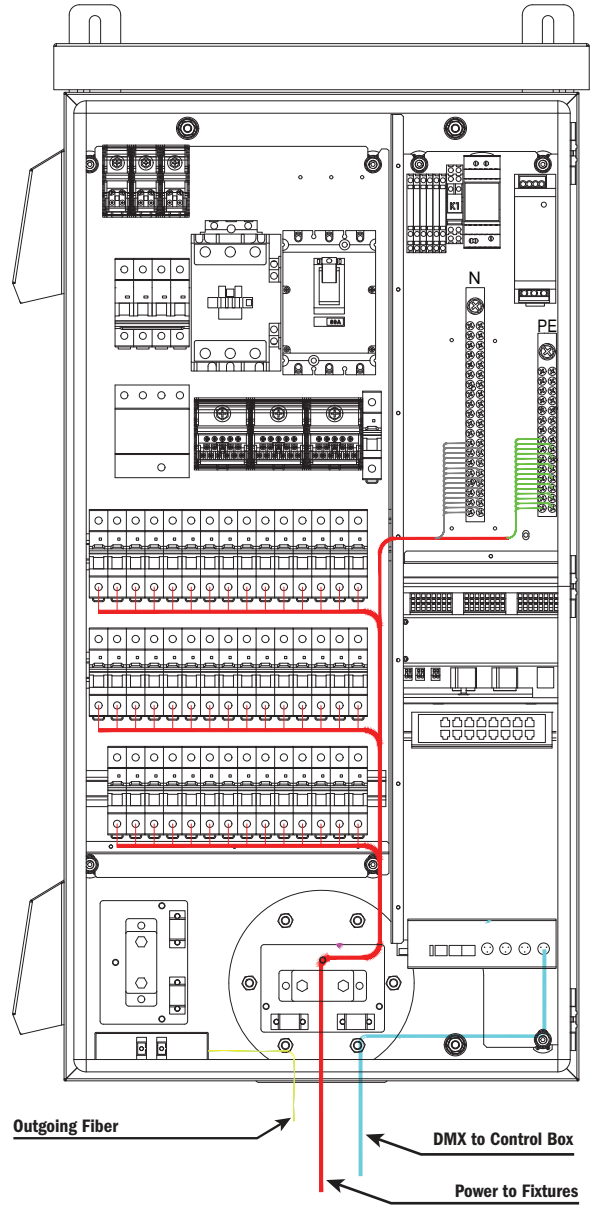 K1
N
80A
PE
Outgoing Fiber
DMX to Control Box
Power to Fixtures